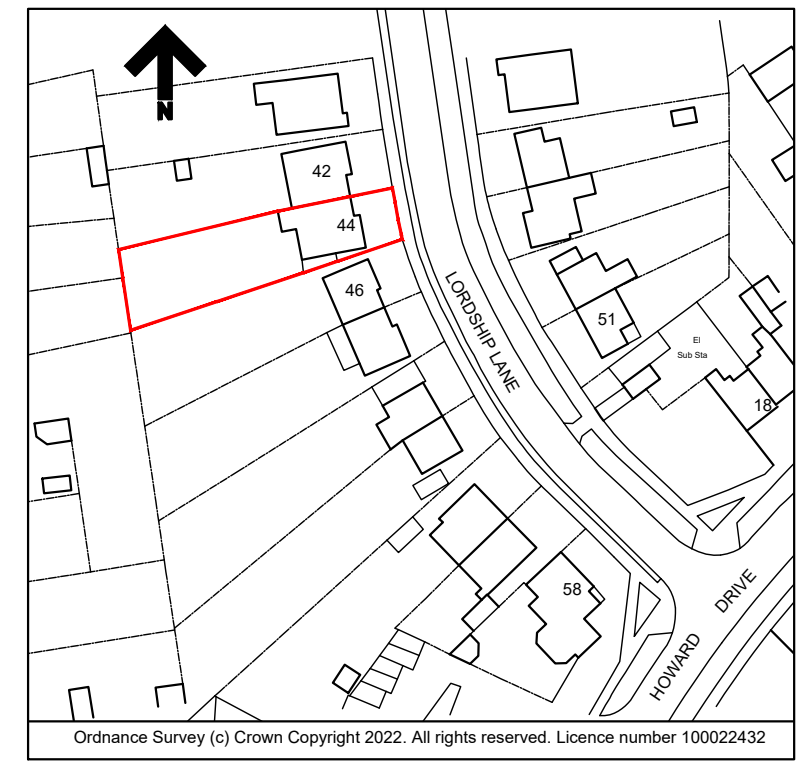 N
42
44
46
LORDSHIP LANE
51
El
Sub Sta
18
58
HOWARD DRIVE
Ordnance Survey (c) Crown Copyright 2022. All rights reserved. Licence number 100022432